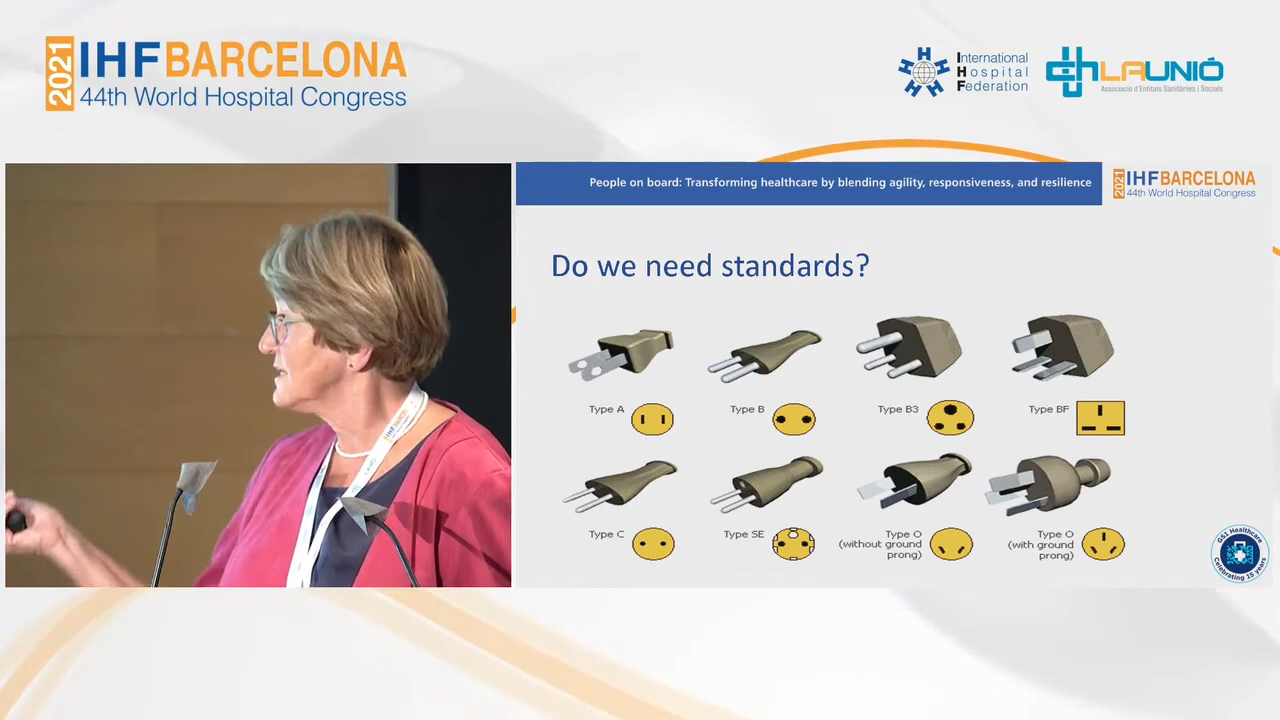 2021 IHF BARCELONA
44th World Hospital Congress
International
Hospital
Federation
LAUNIÓ
Associació d'Entitats Sanitàries i Socials
People on board: Transforming healthcare by blending agility, responsiveness, and resilience
2021 IHF BARCELONA
44th World Hospital Congress
Do we need standards?
Type A
Type B
Type B3
Type BF
Type C
Type SE
Type O
(without ground
prong)
Type O
(with ground
prong)
GS1 Healthcare
Celebrating 15 years
IHF BARCEL